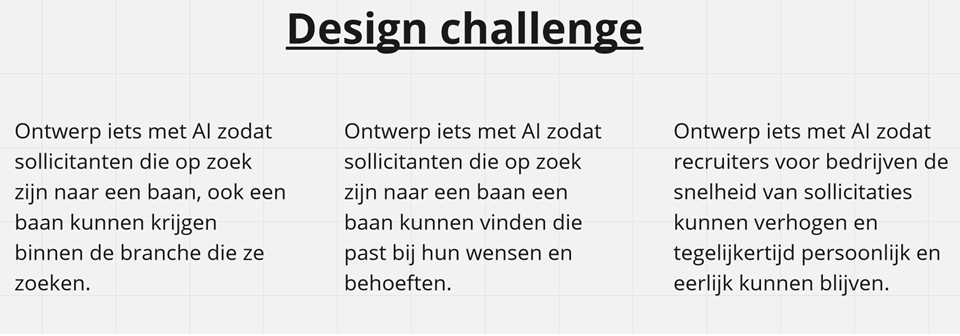 Design challenge
Ontwerp iets met AI zodat
sollicitanten die op zoek
zijn naar een baan, ook een
baan kunnen krijgen
binnen de branche die ze
zoeken.
Ontwerp iets met AI zodat
sollicitanten die op zoek
zijn naar een baan een
baan kunnen vinden die
past bij hun wensen en
behoeften.
Ontwerp iets met AI zodat
recruiters voor bedrijven de
snelheid van sollicitaties
kunnen verhogen en
tegelijkertijd persoonlijk en
eerlijk kunnen blijven.